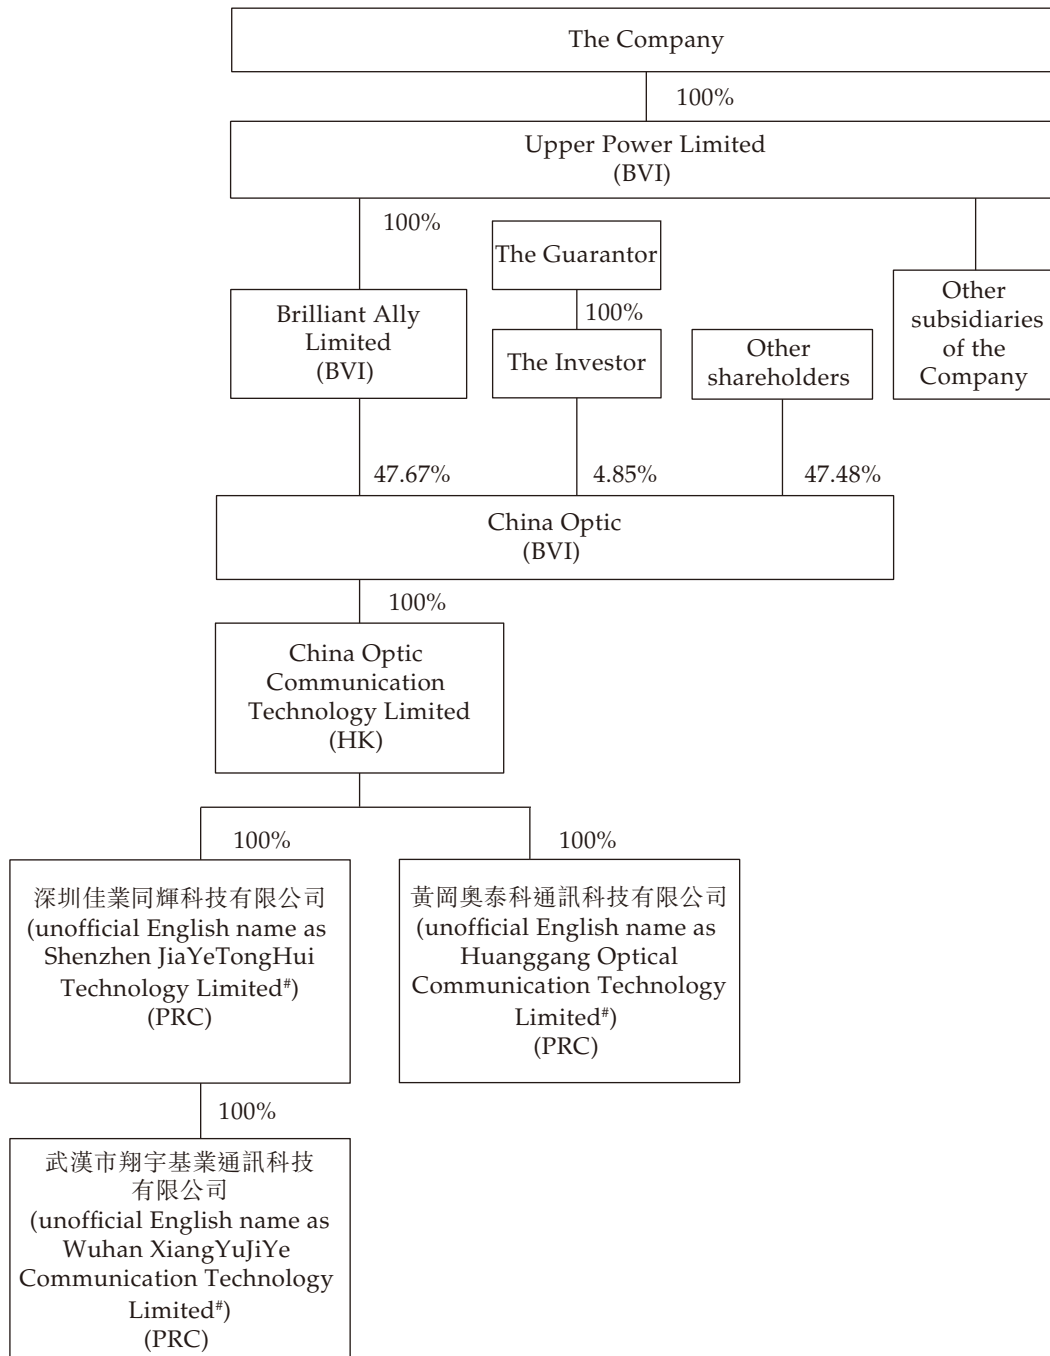 The Company
100%
Upper Power Limited
(BVI)
100%
The Guarantor
100%
Brilliant Ally
Limited
(BVI)
The Investor
Other
shareholders
Other
subsidiaries
of the
Company
47.67%
4.85%
47.48%
China Optic
(BVI)
100%
China Optic
Communication
Technology Limited
(HK)
100%
100%
深圳佳業同輝科技有限公司
(unofficial English name as
Shenzhen JiaYeTongHui
Technology Limited#)
(PRC)
黃岡奧泰科通訊科技有限公司
(unofficial English name as
Huanggang Optical
Communication Technology
Limited#)
(PRC)
100%
武漢市翔宇基業通訊科技
有限公司
(unofficial English name as
Wuhan XiangYuJiYe
Communication Technology
Limited#)
(PRC)